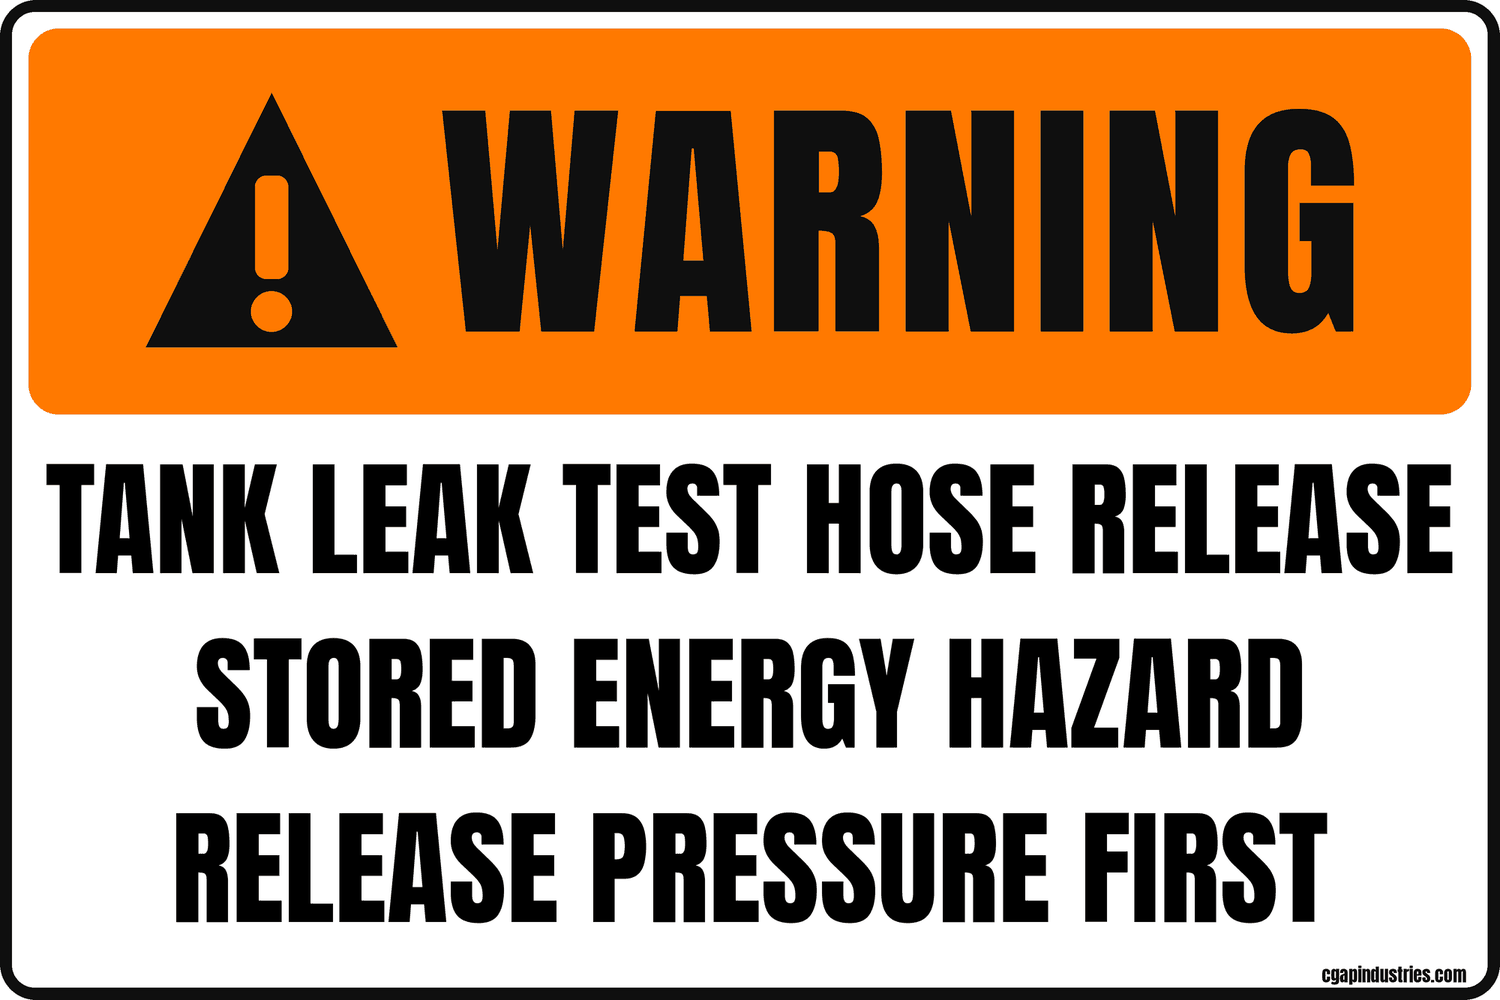 WARNING
TANK LEAK TEST HOSE RELEASE
STORED ENERGY HAZARD
RELEASE PRESSURE FIRST
cgapindustries.com